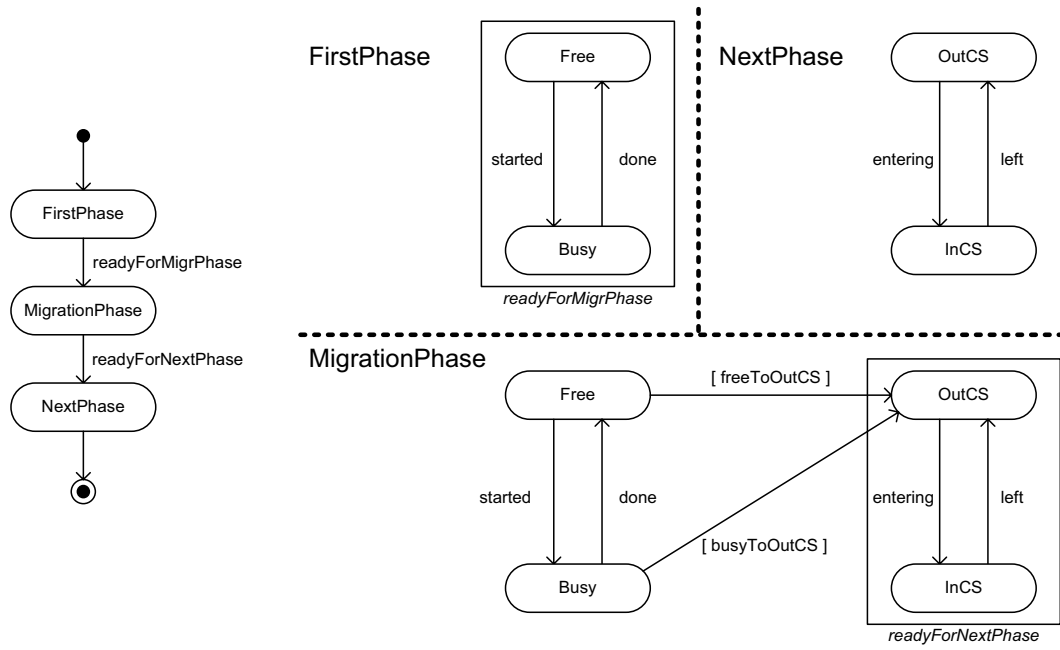 FirstPhase
readyForMigrPhase
MigrationPhase
readyForNextPhase
NextPhase
FirstPhase
Free
started
done
Busy
readyForMigrPhase
NextPhase
OutCS
entering
left
InCS
MigrationPhase
Free
[ freeToOutCS ]
OutCS
started
done
entering
left
[ busyToOutCS ]
Busy
InCS
readyForNextPhase